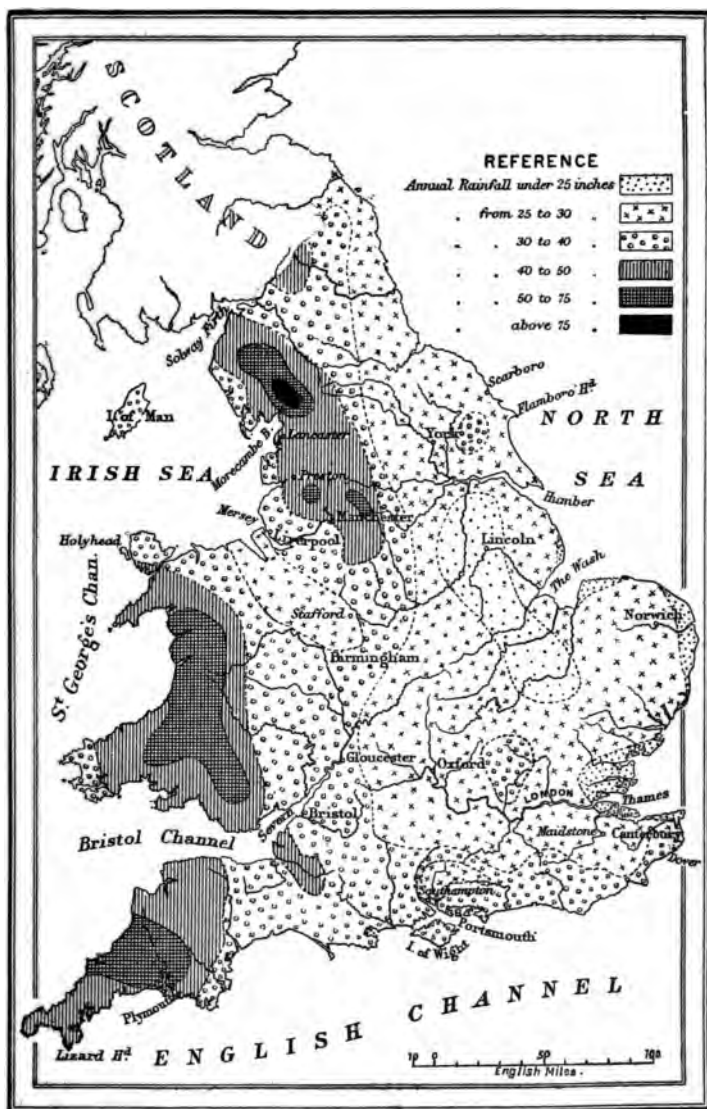 SCOTLAND
REFERENCE
Annual Rainfall under 25 inches
" from 25 to 30 "
" " 30 to 40 "
" " 40 to 50 "
" " 50 to 75 "
" above 75 "
Solway Firth
Scarboro
Flamboro' Hd
I. of Man
Lancaster
York
NORTH
SEA
Morecambe B.
IRISH SEA
Preston
Humber
Mersey
Manchester
Holyhead
Liverpool
Lincoln
The Wash
St George's Chan.
Stafford
Norwich
Birmingham
Gloucester
Oxford
LONDON
Thames
Severn
Bristol
Bristol Channel
Maidstone
Canterbury
Dover
Southampton
and
Portsmouth
I. of Wight
Plymouth
Lizard Hd.
ENGLISH CHANNEL
10 0 50 100
English Miles.